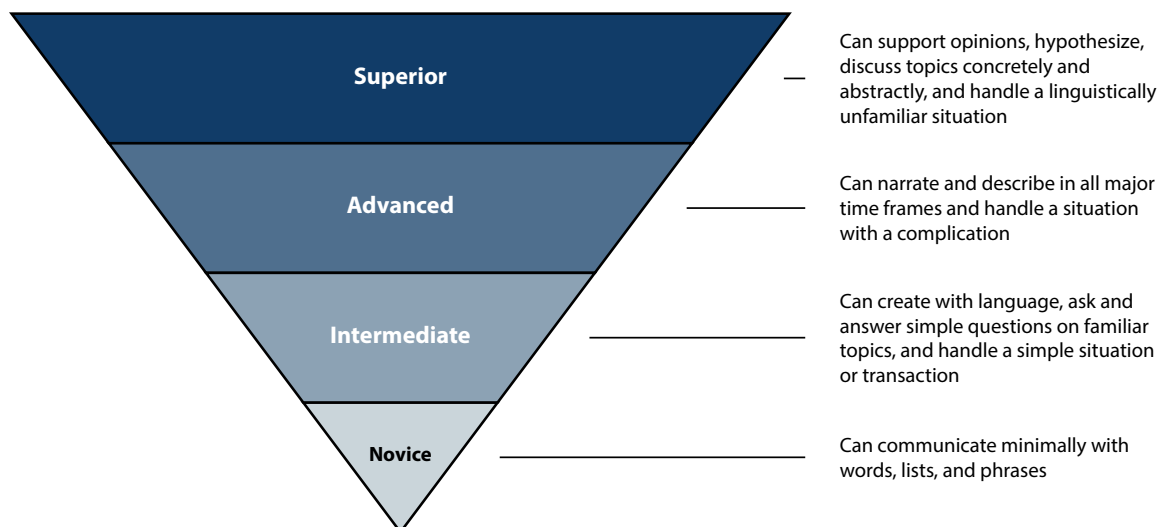 Superior
Can support opinions, hypothesize,
discuss topics concretely and
abstractly, and handle a linguistically
unfamiliar situation
Advanced
Can narrate and describe in all major
time frames and handle a situation
with a complication
Intermediate
Can create with language, ask and
answer simple questions on familiar
topics, and handle a simple situation
or transaction
Novice
Can communicate minimally with
words, lists, and phrases